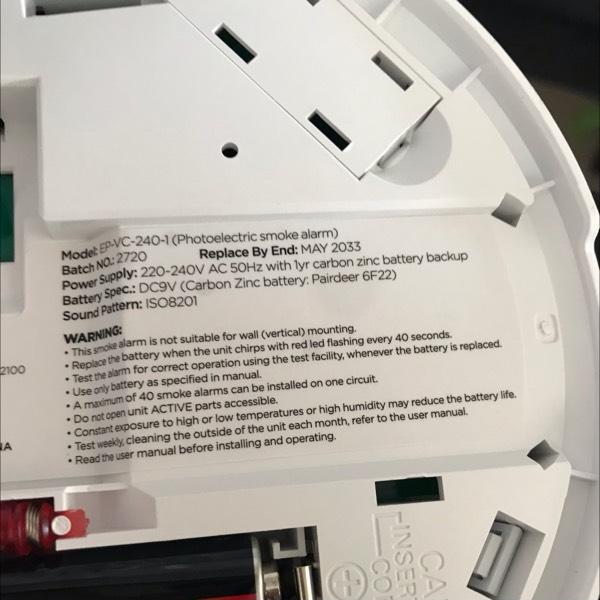 Model: EP-VC-240-1 (Photoelectric smoke alarm)
Batch NO.: 2720 Replace By End: MAY 2033
Power Supply: 220-240V AC 50Hz with 1yr carbon zinc battery backup
Battery Spec.: DC9V (Carbon Zinc battery: Pairdeer 6F22)
Sound Pattern: ISO8201
WARNING:
• This smoke alarm is not suitable for wall (vertical) mounting.
• Replace the battery when the unit chirps with red led flashing every 40 seconds.
• Test the alarm for correct operation using the test facility, whenever the battery is replaced.
• Use only battery as specified in manual.
• A maximum of 40 smoke alarms can be installed on one circuit.
• Do not open unit ACTIVE parts accessible.
• Constant exposure to high or low temperatures or high humidity may reduce the battery life.
• Test weekly, cleaning the outside of the unit each month, refer to the user manual.
• Read the user manual before installing and operating.
2100
NA
CA
INSER
CO